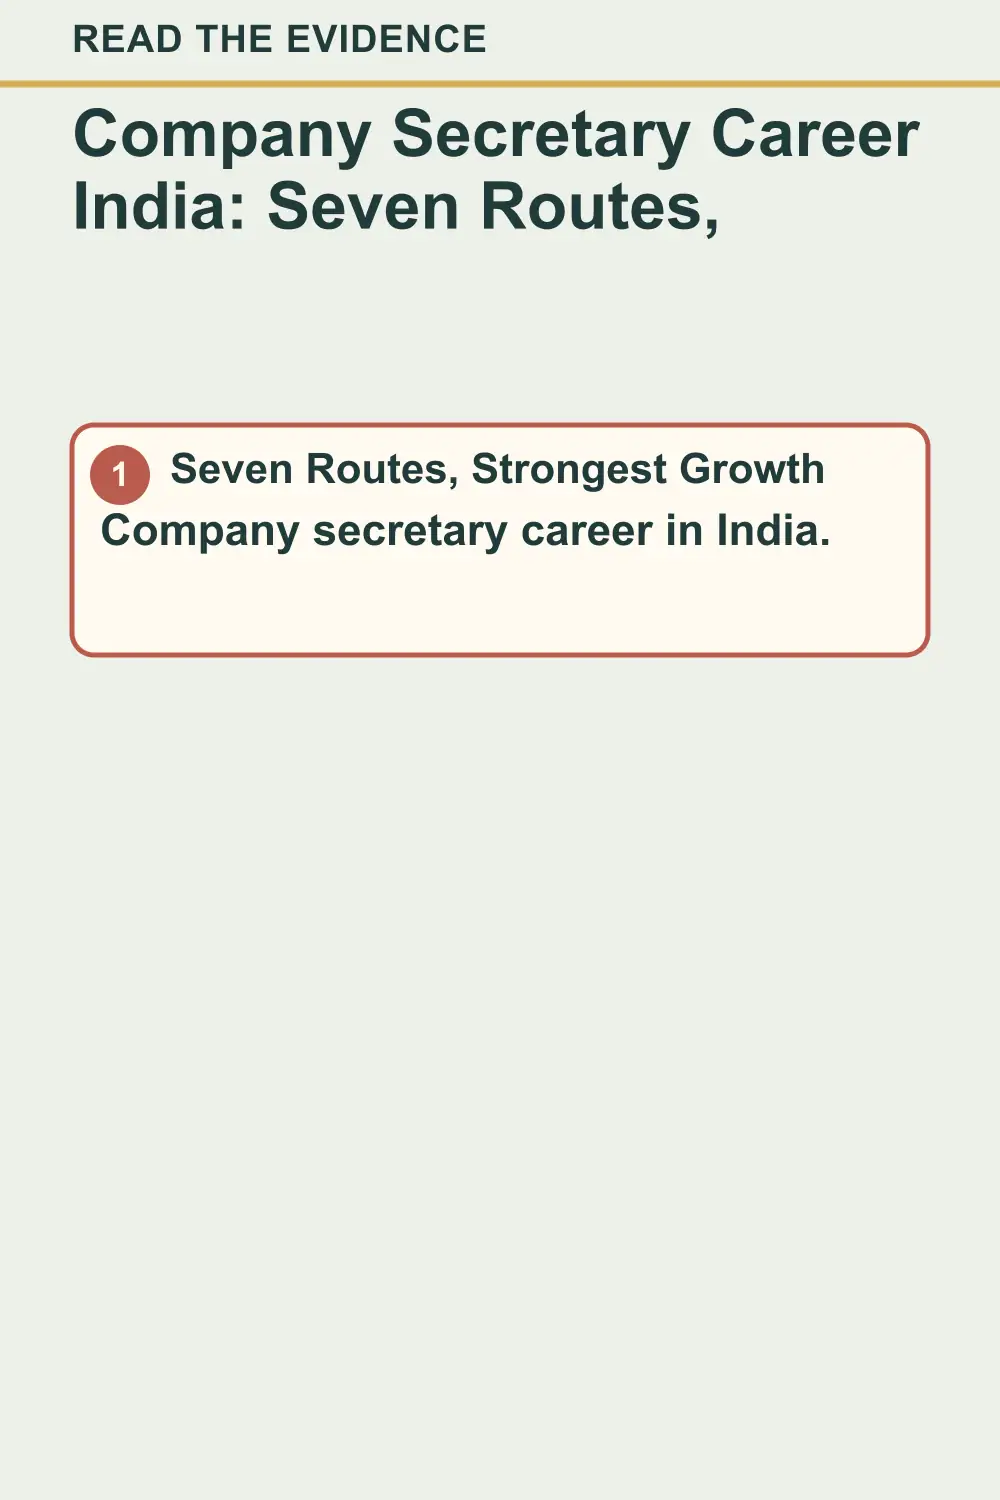 READ THE EVIDENCE
Company Secretary Career
India: Seven Routes,
1 Seven Routes, Strongest Growth
Company secretary career in India.